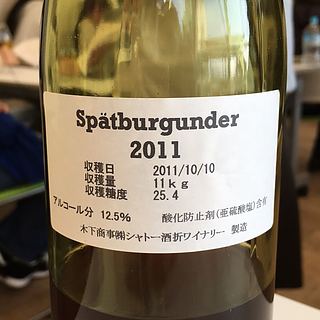 Spätburgunder
2011
収穫日 2011/10/10
収穫量 11kg
収穫糖度 25.4
アルコール分 12.5% 酸化防止剤(亜硫酸塩)含有
木下商事㈱シャトー酒折ワイナリー 製造